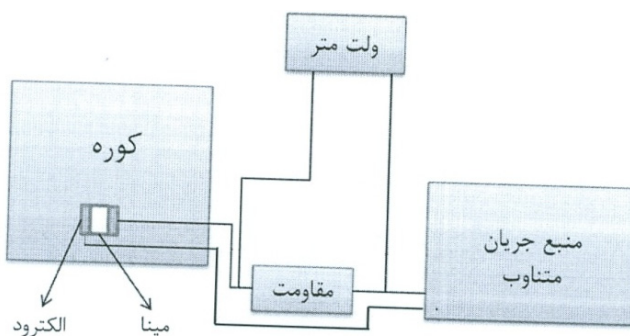 ولت متر
کوره
منبع جریان
متناوب
مقاومت
الکترود
مینا